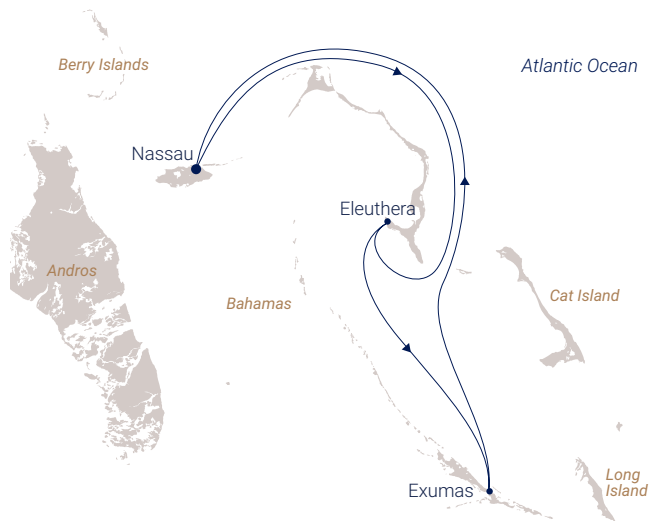 Berry Islands
Atlantic Ocean
Nassau
Eleuthera
Andros
Bahamas
Cat Island
Exumas
Long
Island